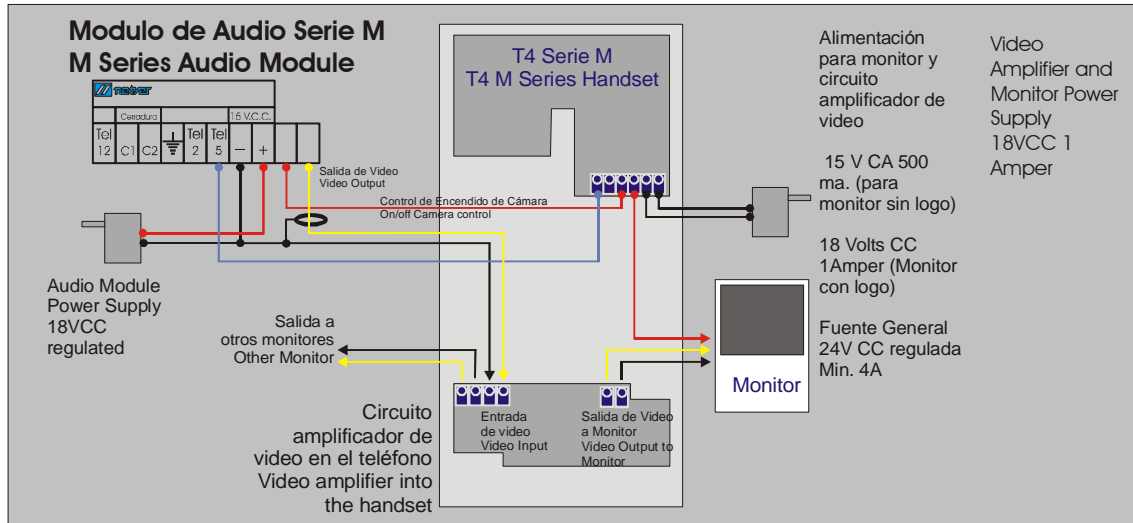 Modulo de Audio Serie M
M Series Audio Module
neber
Cerradura 15 V.C.C.
Tel 12
C1
C2
Tel 2
Tel 5
—
+
Salida de Video
Video Output
Audio Module
Power Supply
18VCC
regulated
T4 Serie M
T4 M Series Handset
Control de Encendido de Cámara
On/off Camera control
Salida a
otros monitores
Other Monitor
Circuito
amplificador de
video en el teléfono
Video amplifier into
the handset
Entrada
de video
Video Input
Salida de Video
a Monitor
Video Output to
Monitor
Monitor
Alimentación
para monitor y
circuito
amplificador de
video
15 V CA 500
ma. (para
monitor sin logo)
18 Volts CC
1Amper (Monitor
con logo)
Fuente General
24V CC regulada
Min. 4A
Video
Amplifier and
Monitor Power
Supply
18VCC 1
Amper